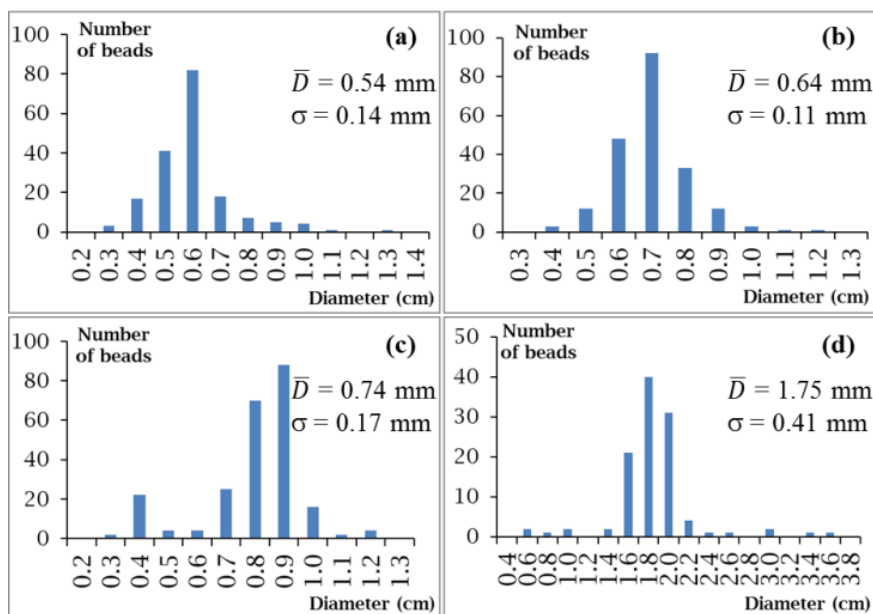 Number
of beads
(a)
D̄ = 0.54 mm
σ = 0.14 mm
100
80
60
40
20
0
0.2 0.3 0.4 0.5 0.6 0.7 0.8 0.9 1.0 1.1 1.2 1.3 1.4
Diameter (cm)
Number
of beads
(b)
D̄ = 0.64 mm
σ = 0.11 mm
100
80
60
40
20
0
0.3 0.4 0.5 0.6 0.7 0.8 0.9 1.0 1.1 1.2 1.3
Diameter (cm)
Number
of beads
(c)
D̄ = 0.74 mm
σ = 0.17 mm
100
80
60
40
20
0
0.2 0.3 0.4 0.5 0.6 0.7 0.8 0.9 1.0 1.1 1.2 1.3
Diameter (cm)
Number
of beads
(d)
D̄ = 1.75 mm
σ = 0.41 mm
50
40
30
20
10
0
0.4 0.6 0.8 1.0 1.2 1.4 1.6 1.8 2.0 2.2 2.4 2.6 2.8 3.0 3.2 3.4 3.6 3.8
Diameter (cm)